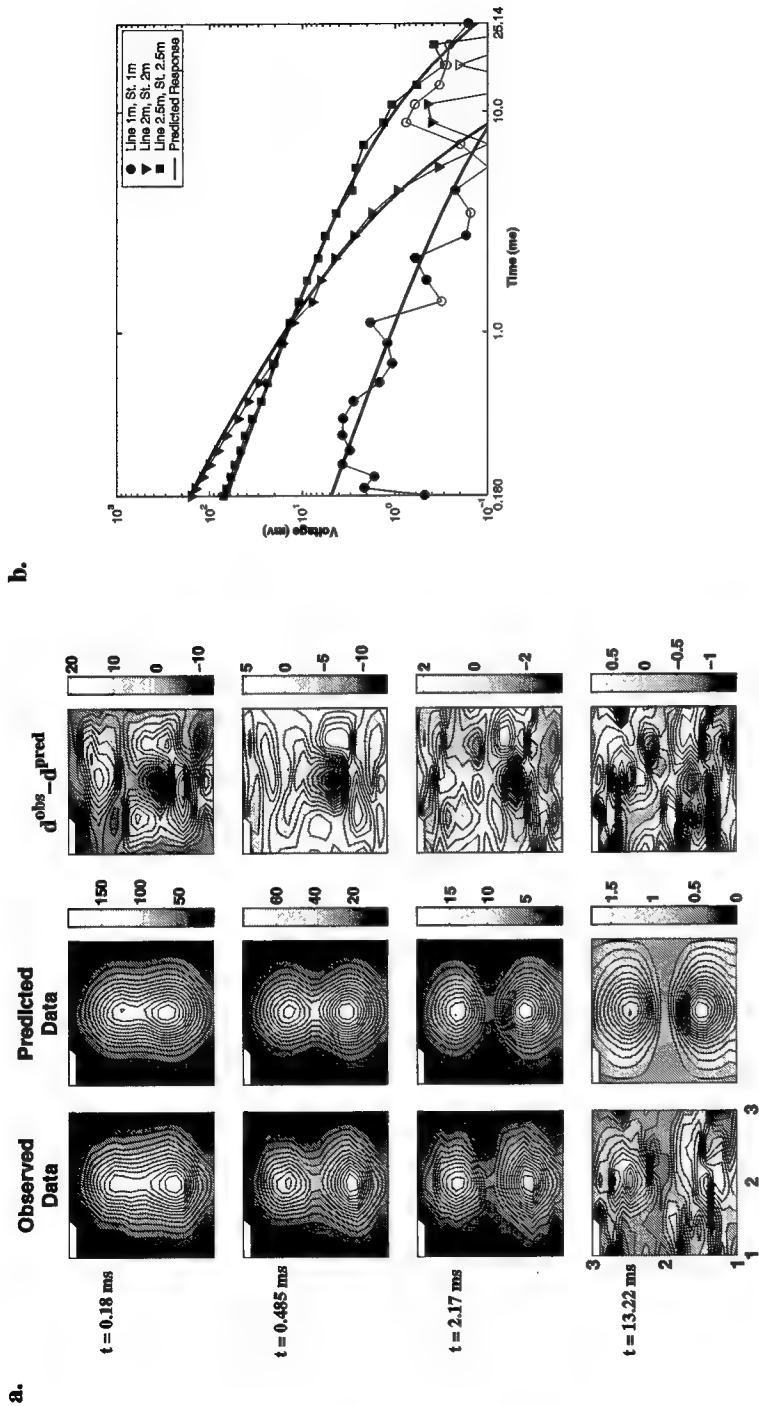 a.
Observed
Data
Predicted
Data
d^obs-d^pred
t = 0.18 ms
150
100
50
20
10
0
-10
t = 0.485 ms
60
40
20
5
0
-5
-10
t = 2.17 ms
15
10
5
2
0
-2
t = 13.22 ms
3
2
1
1
2
3
1.5
1
0.5
0
0.5
0
-0.5
-1
b.
Voltage (mv)
10^3
10^2
10^1
10^0
10^-1
0.180
1.0
10.0
25.14
Time (ms)
Line 1m, St. 1m
Line 2m, St. 2m
Line 2.5m, St. 2.5m
Predicted Response